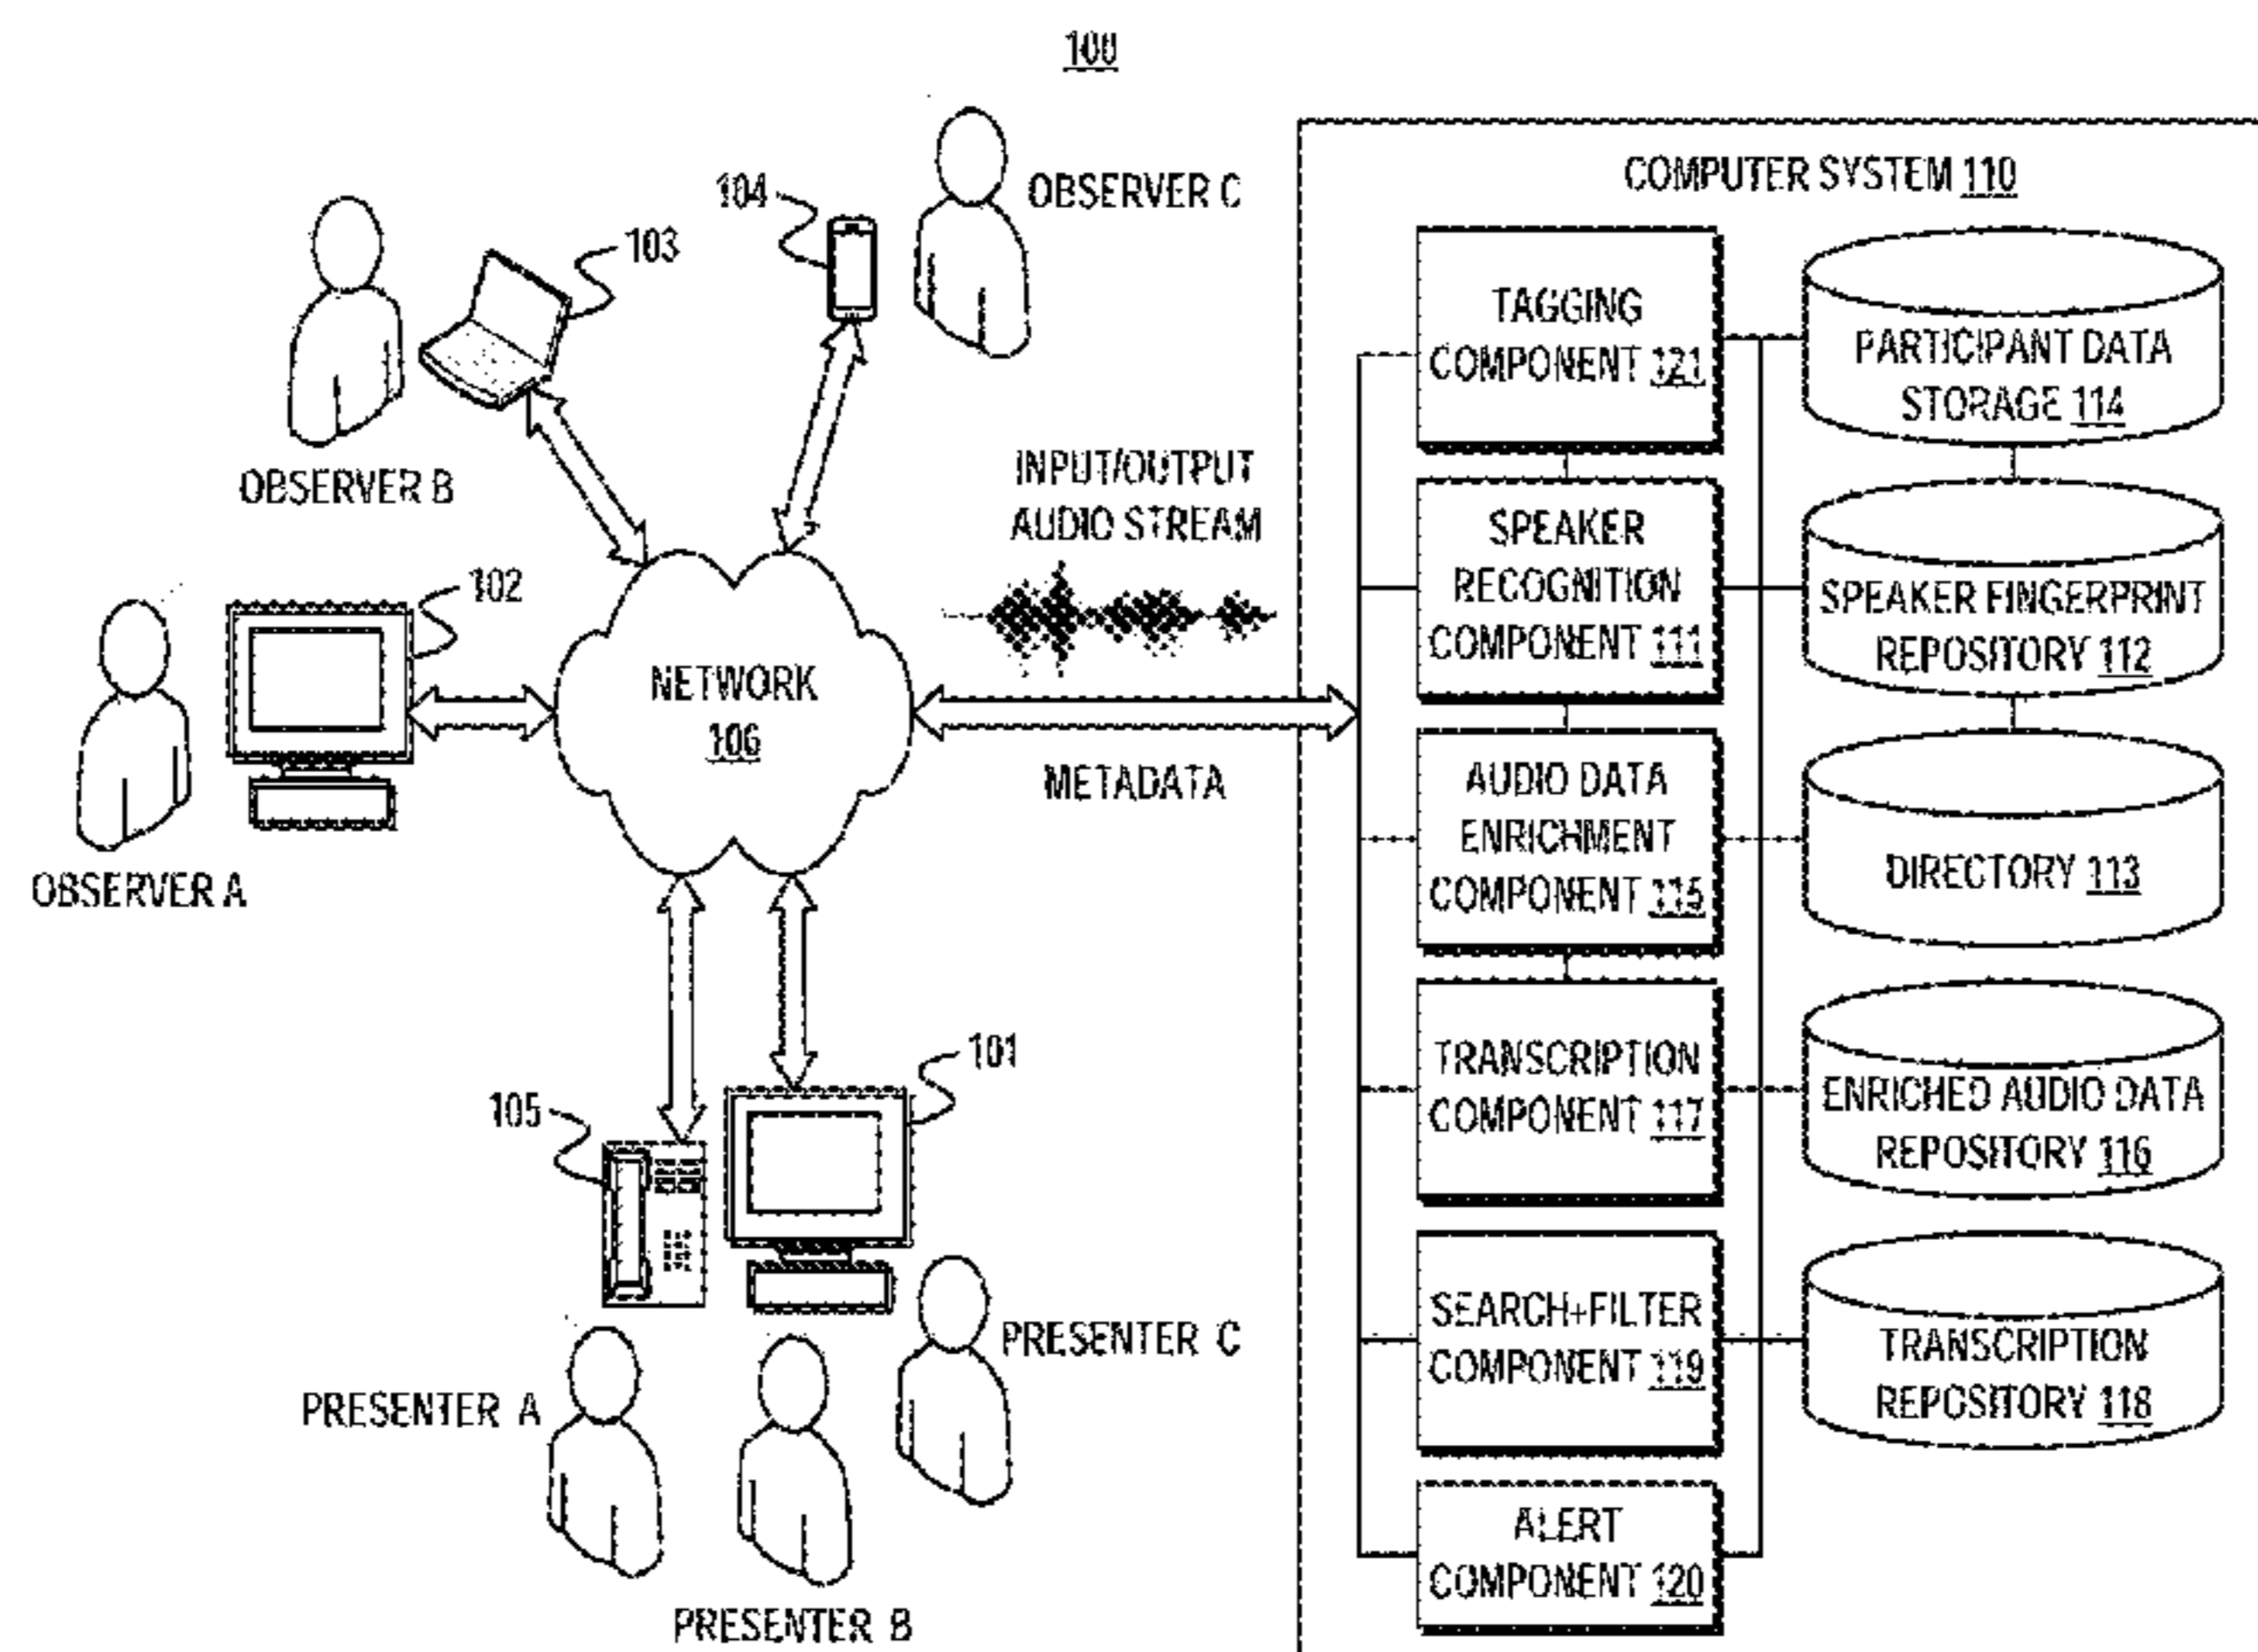 100
COMPUTER SYSTEM 110
104
OBSERVER C
103
OBSERVER B
102
OBSERVER A
INPUT/OUTPUT
AUDIO STREAM
NETWORK
106
METADATA
105
101
PRESENTER A
PRESENTER B
PRESENTER C
TAGGING
COMPONENT 121
PARTICIPANT DATA
STORAGE 114
SPEAKER
RECOGNITION
COMPONENT 111
SPEAKER FINGERPRINT
REPOSITORY 112
AUDIO DATA
ENRICHMENT
COMPONENT 115
DIRECTORY 113
TRANSCRIPTION
COMPONENT 117
ENRICHED AUDIO DATA
REPOSITORY 116
SEARCH+FILTER
COMPONENT 119
TRANSCRIPTION
REPOSITORY 118
ALERT
COMPONENT 120